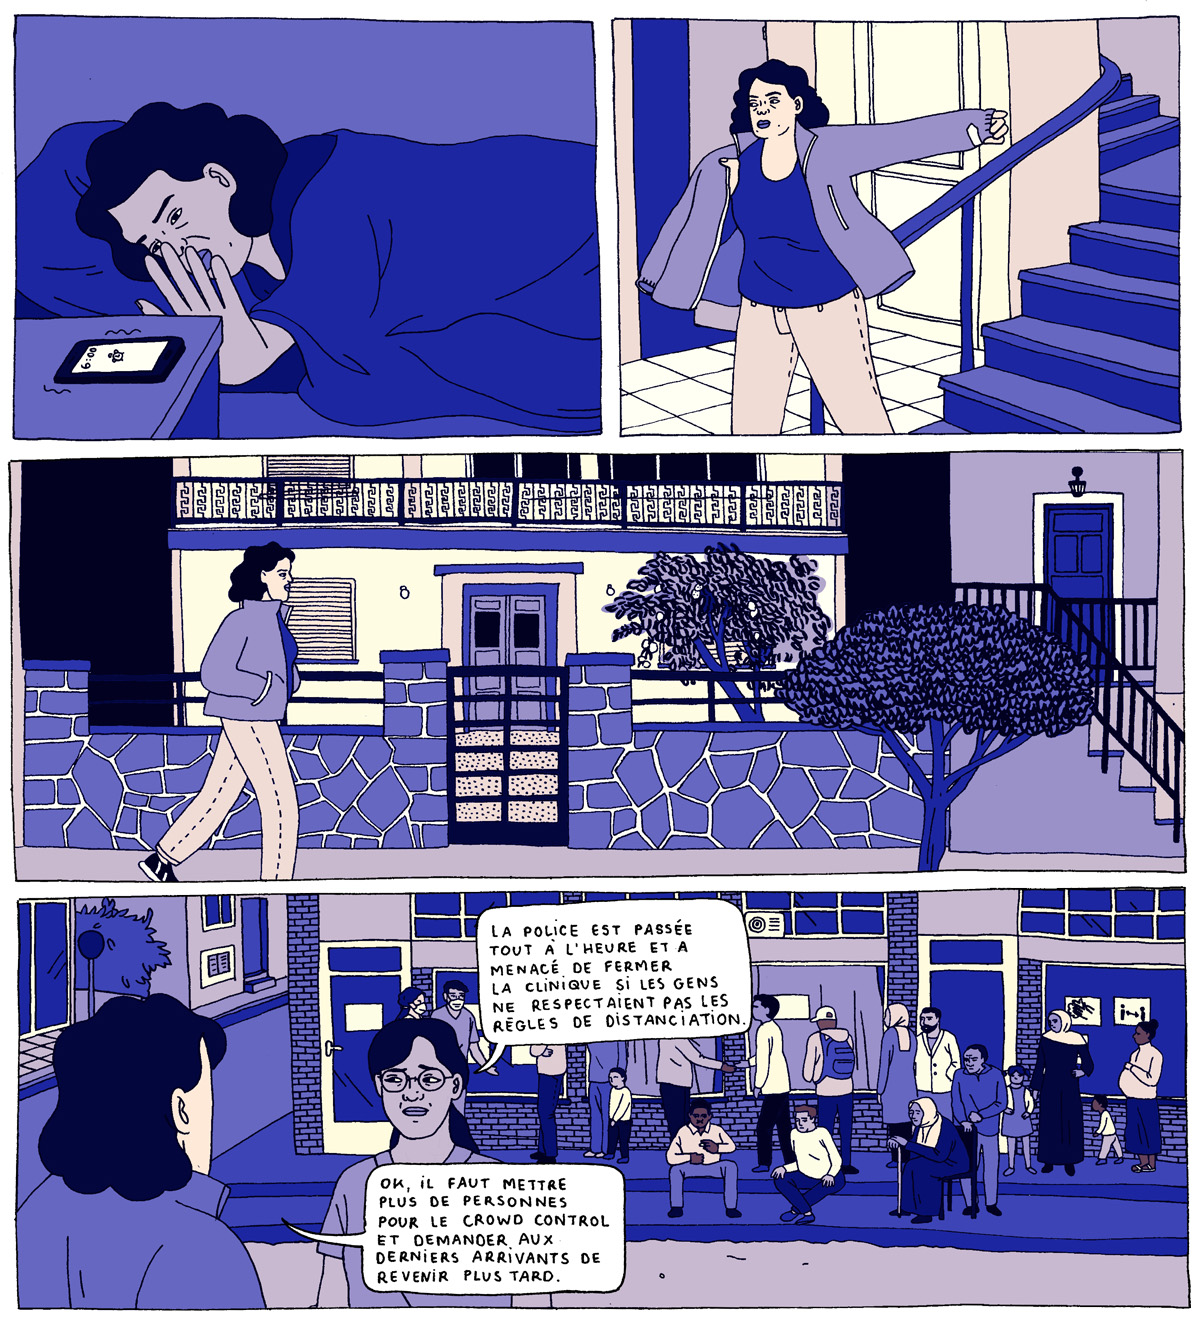 6:00
LA POLICE EST PASSÉE
TOUT À L'HEURE ET A
MENACÉ DE FERMER
LA CLINIQUE SI LES GENS
NE RESPECTAIENT PAS LES
RÈGLES DE DISTANCIATION.
OK, IL FAUT METTRE
PLUS DE PERSONNES
POUR LE CROWD CONTROL
ET DEMANDER AUX
DERNIERS ARRIVANTS DE
REVENIR PLUS TARD.